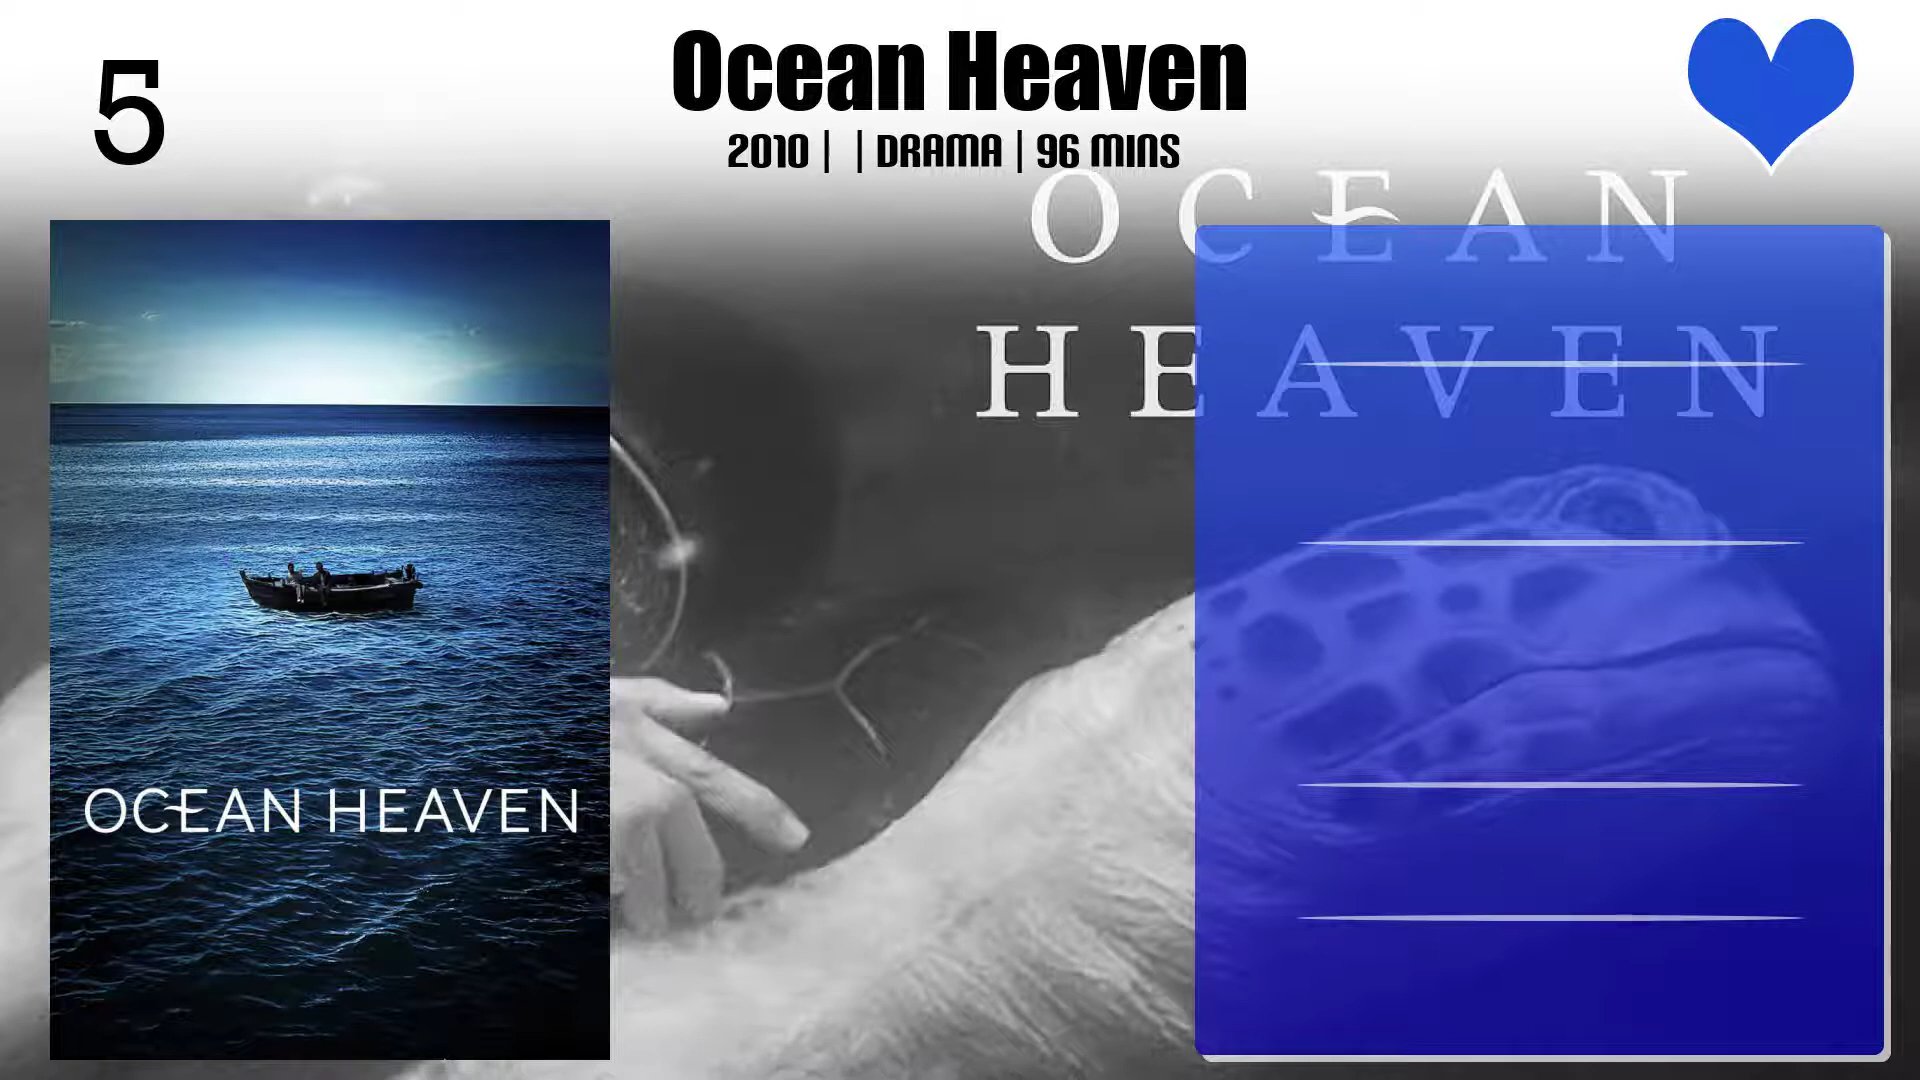 5
Ocean Heaven
2010 | | DRAMA | 96 MINS
OCEAN
HEAVEN
OCEAN HEAVEN